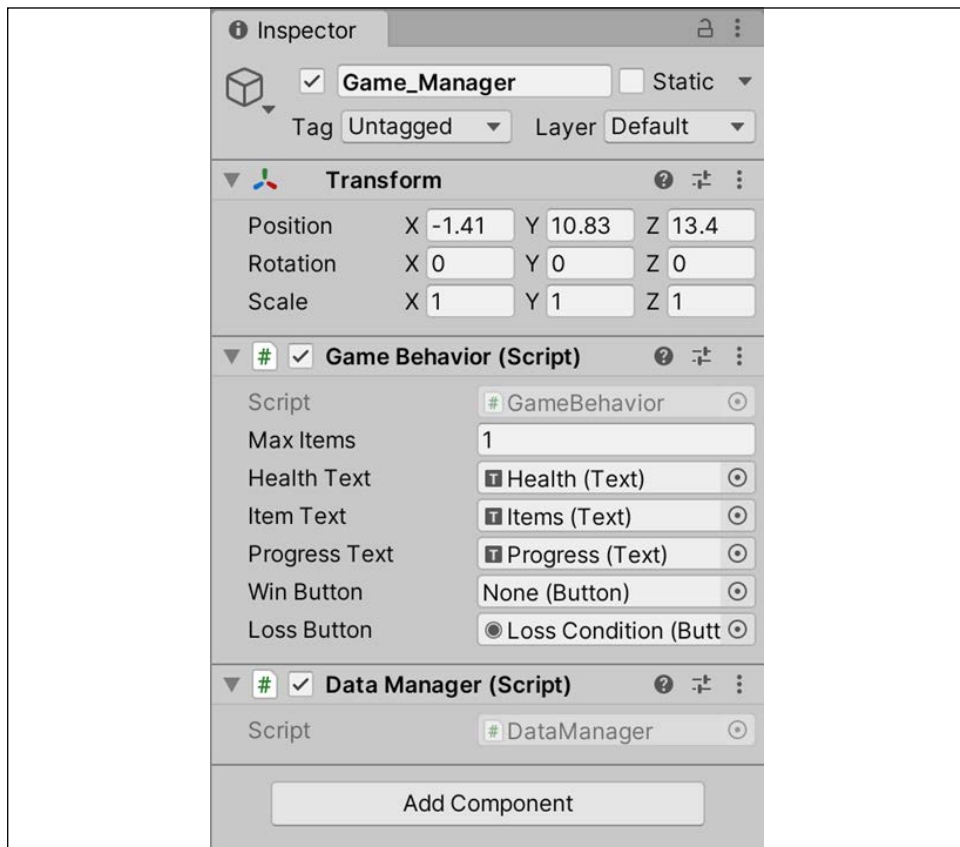 Inspector
Game_Manager Static
Tag Untagged Layer Default
Transform
Position X -1.41 Y 10.83 Z 13.4
Rotation X 0 Y 0 Z 0
Scale X 1 Y 1 Z 1
# Game Behavior (Script)
Script # GameBehavior
Max Items 1
Health Text T Health (Text)
Item Text T Items (Text)
Progress Text T Progress (Text)
Win Button None (Button)
Loss Button Loss Condition (Butt
# Data Manager (Script)
Script # DataManager
Add Component